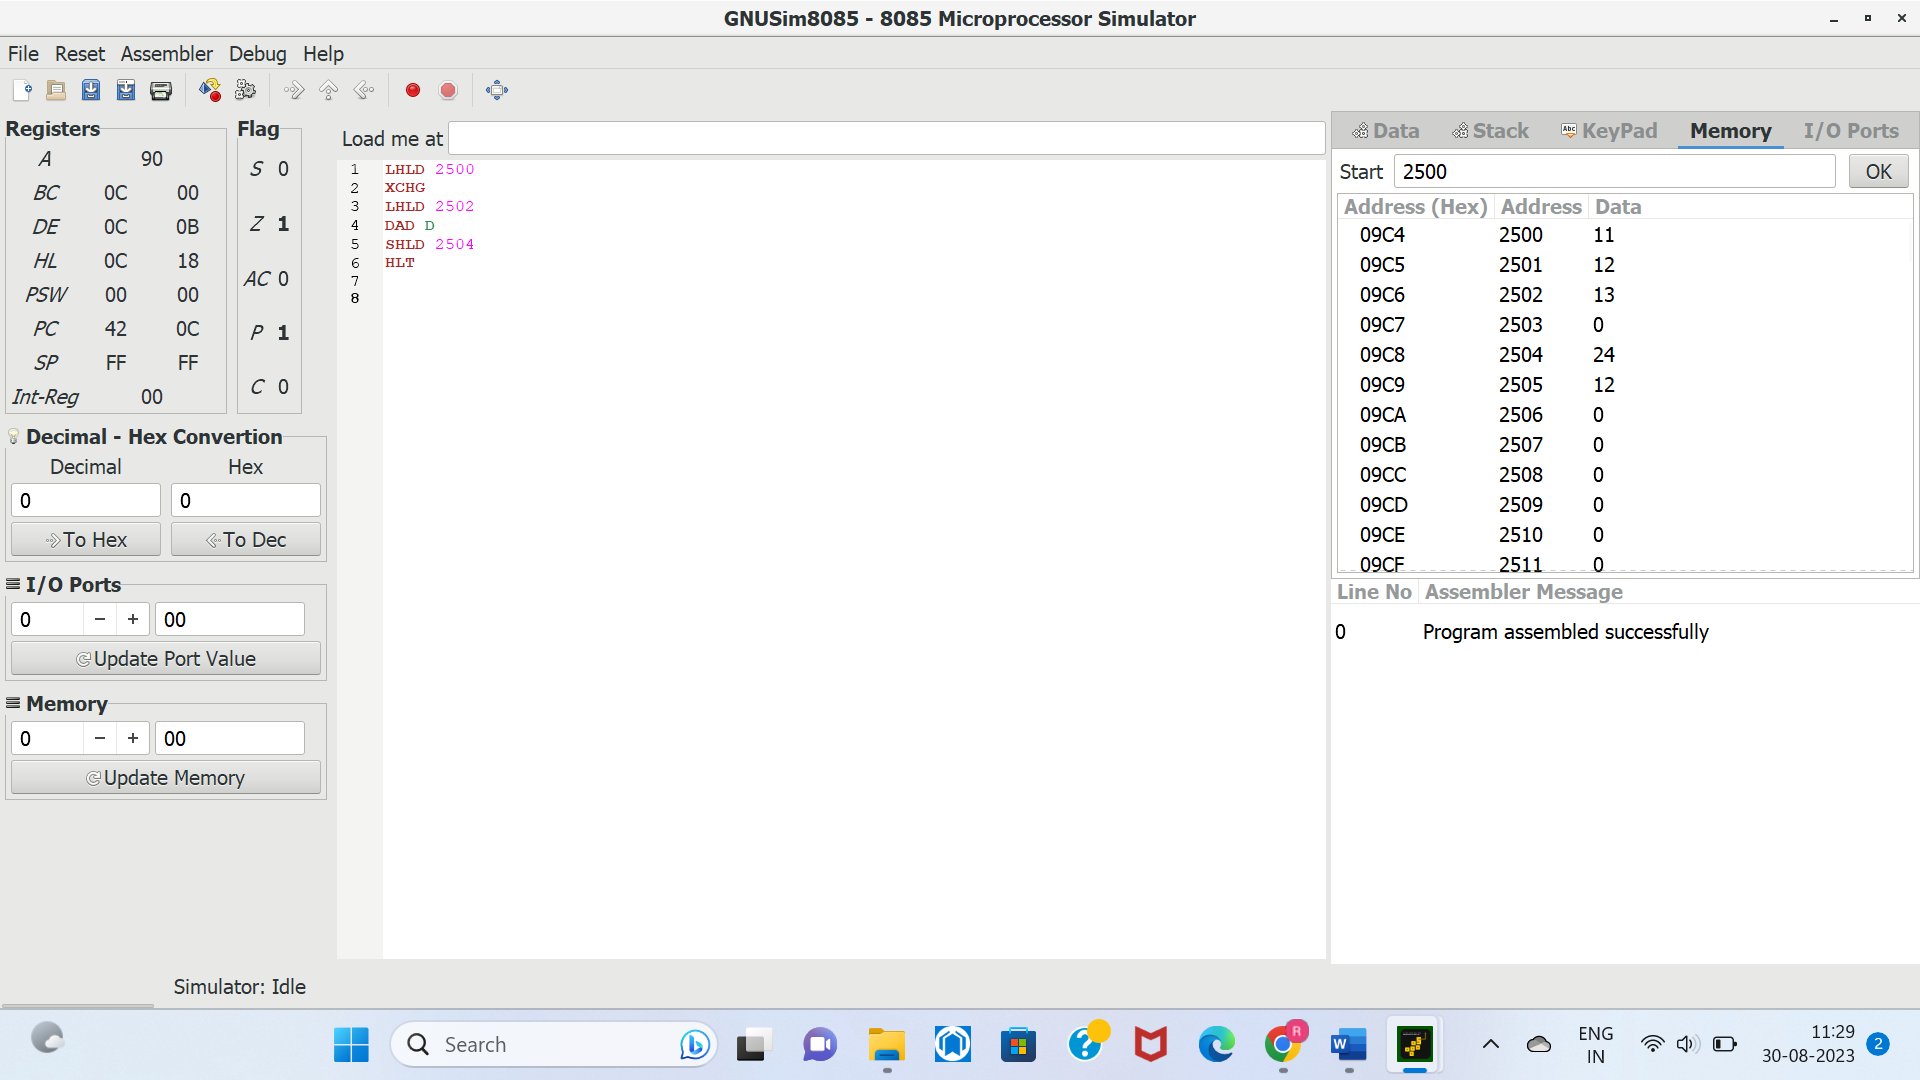 GNUSim8085 - 8085 Microprocessor Simulator
File Reset Assembler Debug Help
Registers
A 90
BC 0C 00
DE 0C 0B
HL 0C 18
PSW 00 00
PC 42 0C
SP FF FF
Int-Reg 00
Flag
S 0
Z 1
AC 0
P 1
C 0
Decimal - Hex Convertion
Decimal Hex
0 0
To Hex To Dec
I/O Ports
0 − + 00
Update Port Value
Memory
0 − + 00
Update Memory
Simulator: Idle
Load me at
1 LHLD 2500
2 XCHG
3 LHLD 2502
4 DAD D
5 SHLD 2504
6 HLT
7
8
Data Stack Abc KeyPad Memory I/O Ports
Start 2500 OK
Address (Hex) Address Data
09C4 2500 11
09C5 2501 12
09C6 2502 13
09C7 2503 0
09C8 2504 24
09C9 2505 12
09CA 2506 0
09CB 2507 0
09CC 2508 0
09CD 2509 0
09CE 2510 0
09CF 2511 0
Line No Assembler Message
0 Program assembled successfully
Search
R
W
ENG
IN
11:29
30-08-2023
2